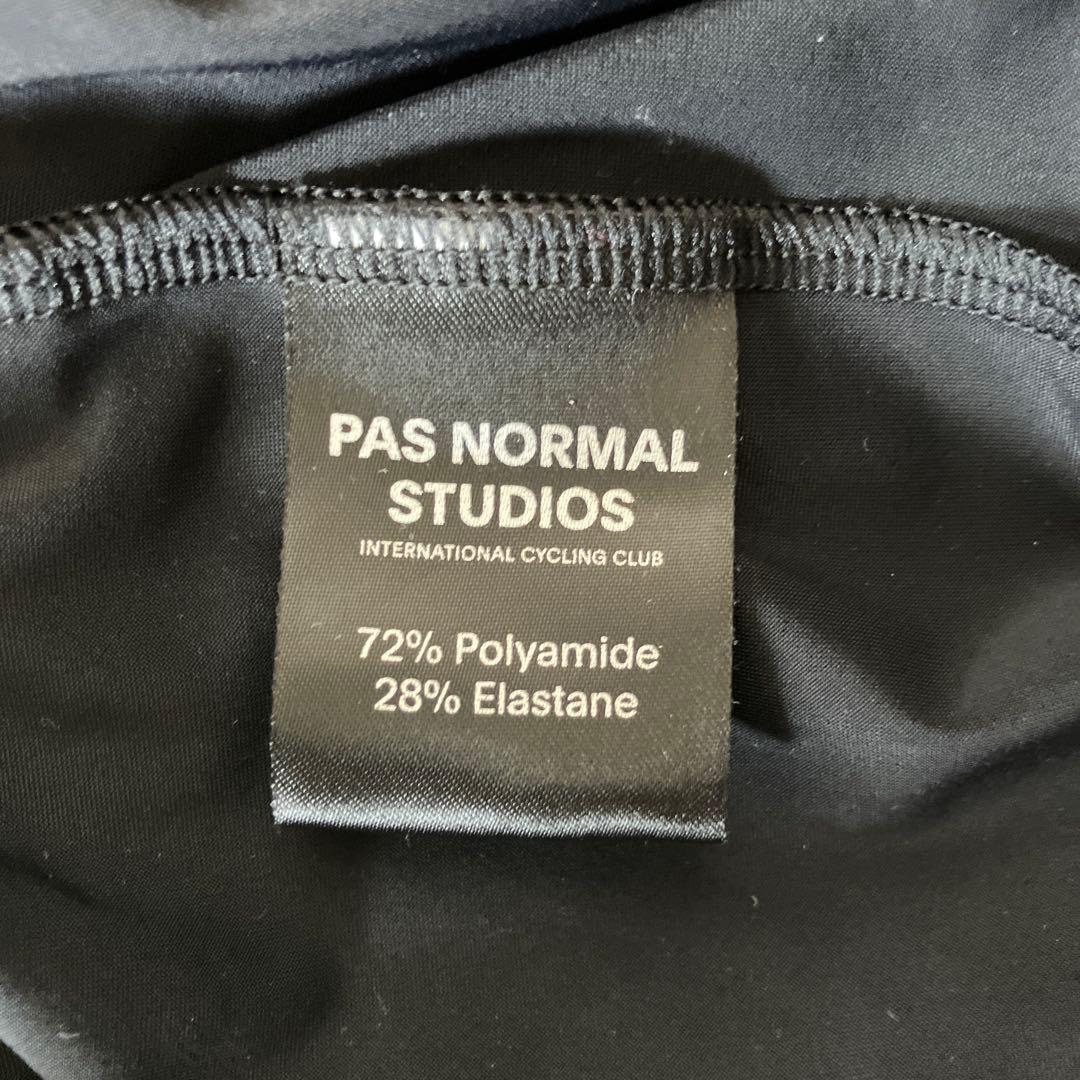 PAS NORMAL
STUDIOS
INTERNATIONAL CYCLING CLUB
72% Polyamide
28% Elastane